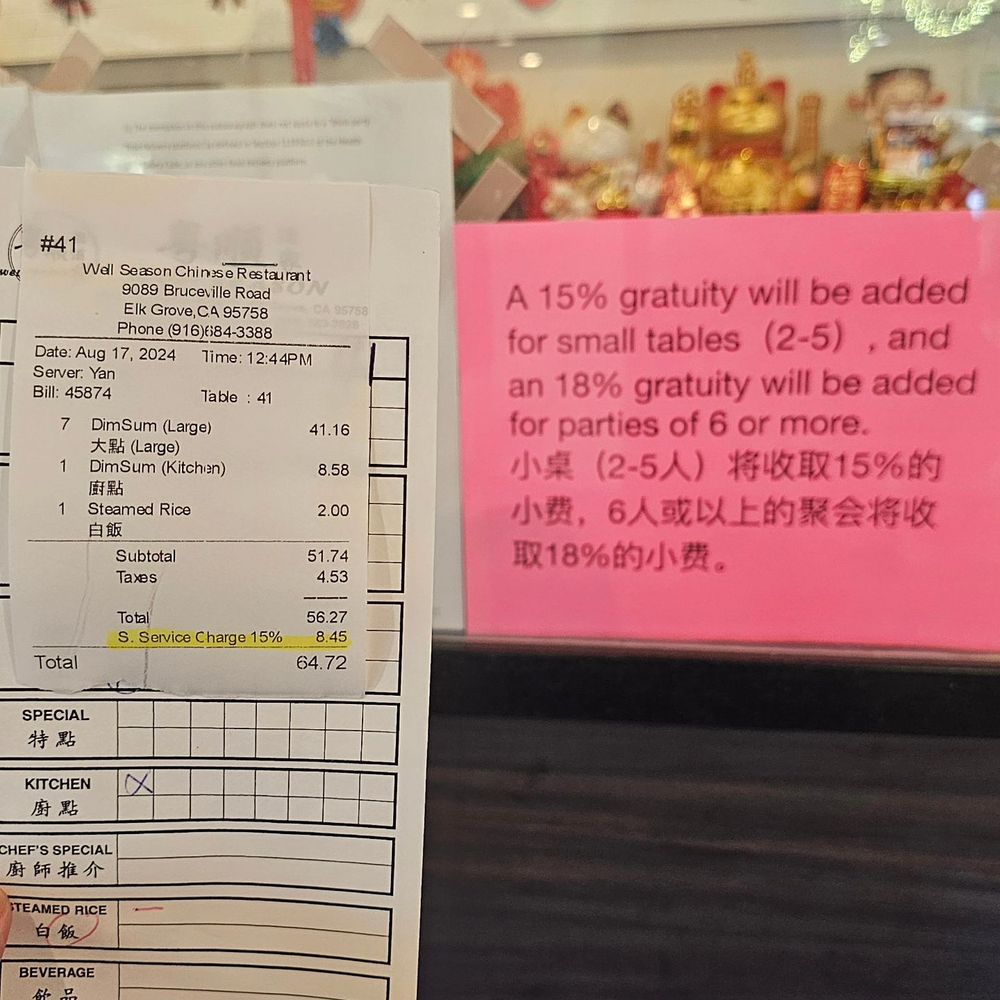 #41
Well Season Chinese Restaurant
9089 Bruceville Road
Elk Grove,CA 95758
Phone (916)684-3388
Date: Aug 17, 2024 Time: 12:44PM
Server: Yan
Bill: 45874 Table : 41
7 DimSum (Large) 41.16
大點 (Large)
1 DimSum (Kitchen) 8.58
廚點
1 Steamed Rice 2.00
白飯
Subtotal 51.74
Taxes 4.53
Total 56.27
S. Service Charge 15% 8.45
Total 64.72
SPECIAL
特點
KITCHEN
廚點
CHEF'S SPECIAL
廚師推介
STEAMED RICE
白飯
BEVERAGE
飲品
A 15% gratuity will be added
for small tables（2-5）, and
an 18% gratuity will be added
for parties of 6 or more.
小桌（2-5人）将收取15%的
小费，6人或以上的聚会将收
取18%的小费。